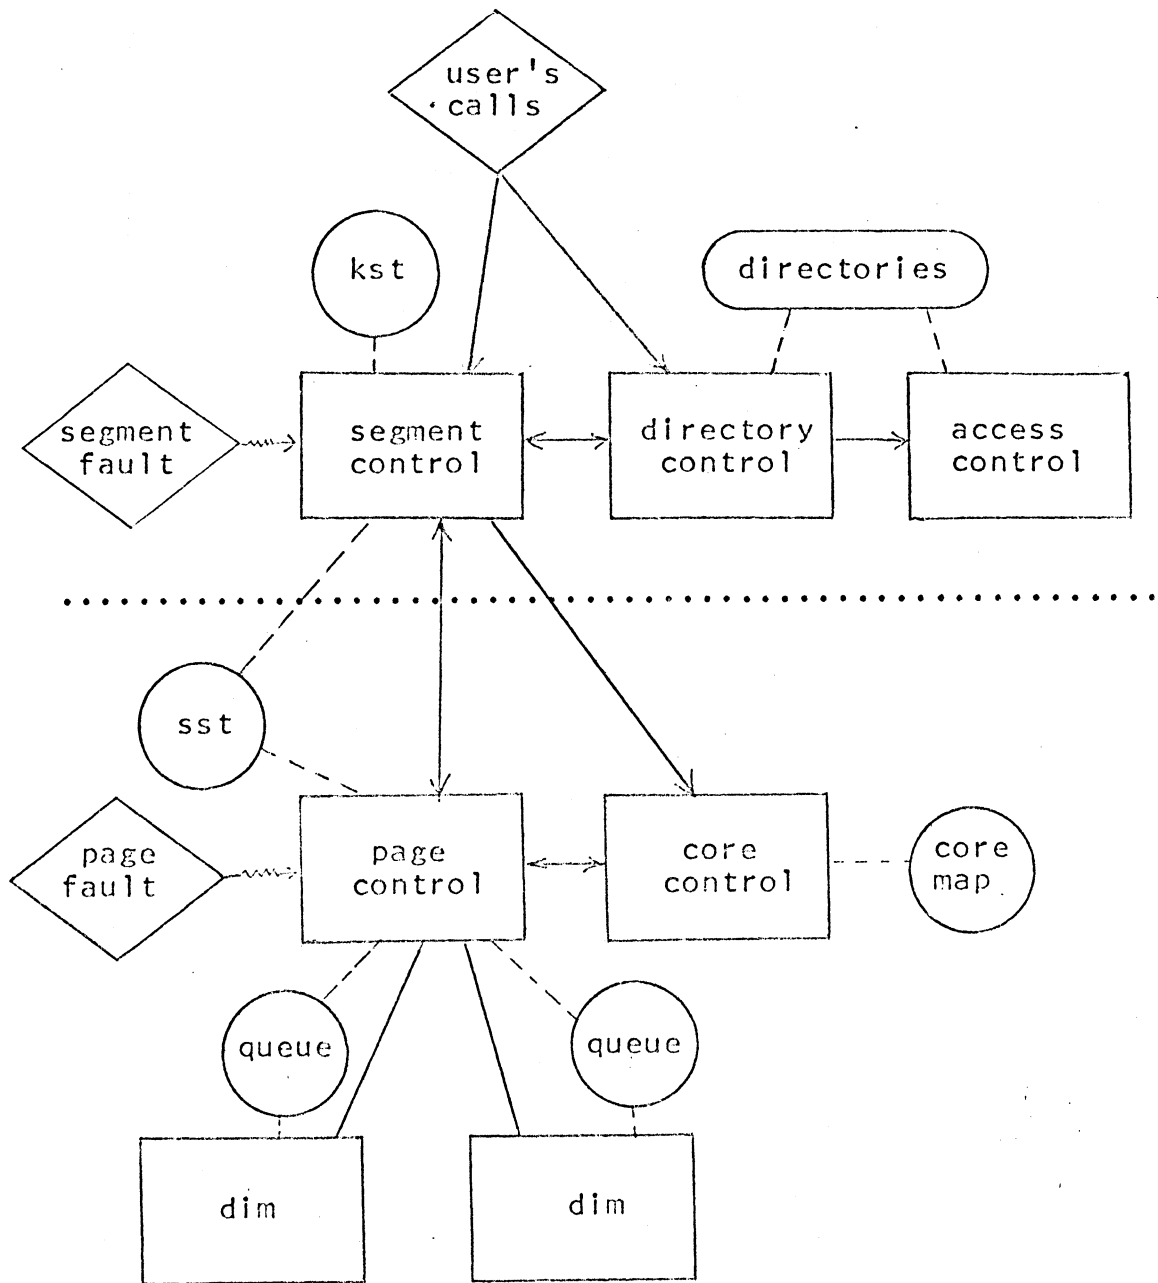 user's
calls
kst
directories
segment
fault
segment
control
directory
control
access
control
sst
page
fault
page
control
core
control
core
map
queue
queue
dim
dim